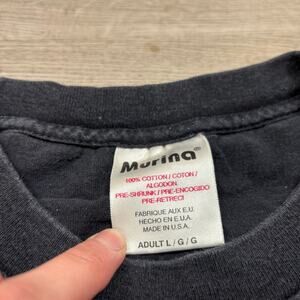 Murina®
100% COTTON / COTON /
ALGODON
PRE-SHRUNK / PRE-ENCOGIDO
PRE-RETRECI
FABRIQUE AUX E.U.
HECHO EN E.U.A.
MADE IN U.S.A.
ADULT L / G / G